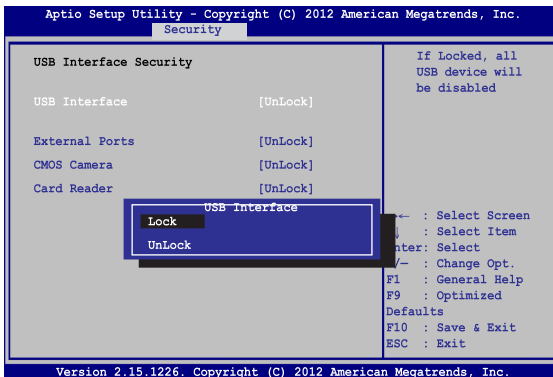 Aptio Setup Utility - Copyright (C) 2012 American Megatrends, Inc.
Security
USB Interface Security
USB Interface [UnLock]
External Ports [UnLock]
CMOS Camera [UnLock]
Card Reader [UnLock]
USB Interface
Lock
UnLock
If Locked, all
USB device will
be disabled
→← : Select Screen
↓ : Select Item
nter: Select
/— : Change Opt.
F1 : General Help
F9 : Optimized
Defaults
F10 : Save & Exit
ESC : Exit
Version 2.15.1226. Copyright (C) 2012 American Megatrends, Inc.